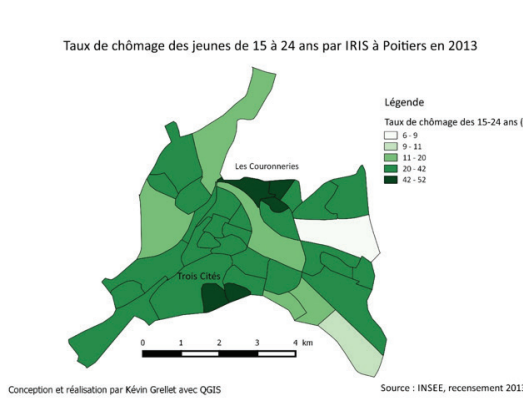 Taux de chômage des jeunes de 15 à 24 ans par IRIS à Poitiers en 2013
Légende
Taux de chômage des 15-24 ans (
6 - 9
9 - 11
11 - 20
20 - 42
42 - 52
Les Couronneries
Trois Cités
0 1 2 3 4 km
Conception et réalisation par Kévin Grellet avec QGIS
Source : INSEE, recensement 2013